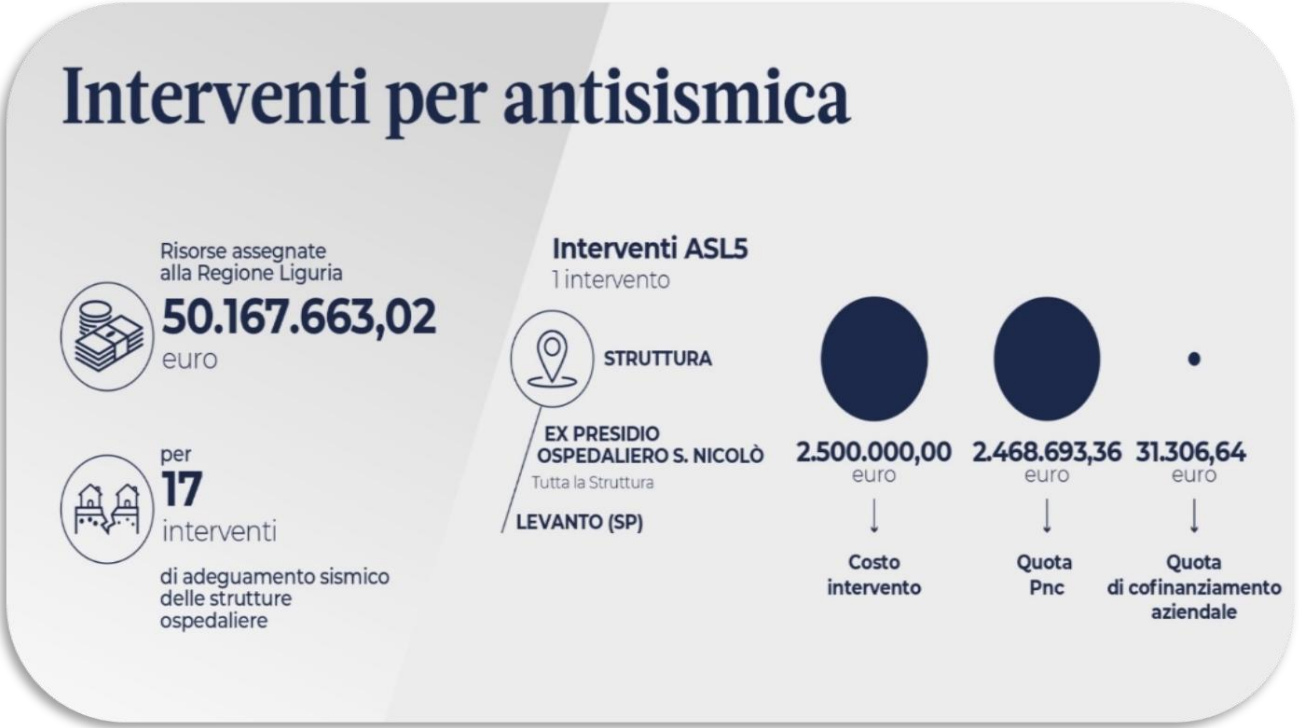 Interventi per antisismica
Risorse assegnate
alla Regione Liguria
50.167.663,02
euro
per
17
interventi
di adeguamento sismico
delle strutture
ospedaliere
Interventi ASL5
1 intervento
STRUTTURA
EX PRESIDIO
OSPEDALIERO S. NICOLÒ
Tutta la Struttura
LEVANTO (SP)
2.500.000,00
euro
Costo
intervento
2.468.693,36
euro
Quota
Pnc
31.306,64
euro
Quota
di cofinanziamento
aziendale